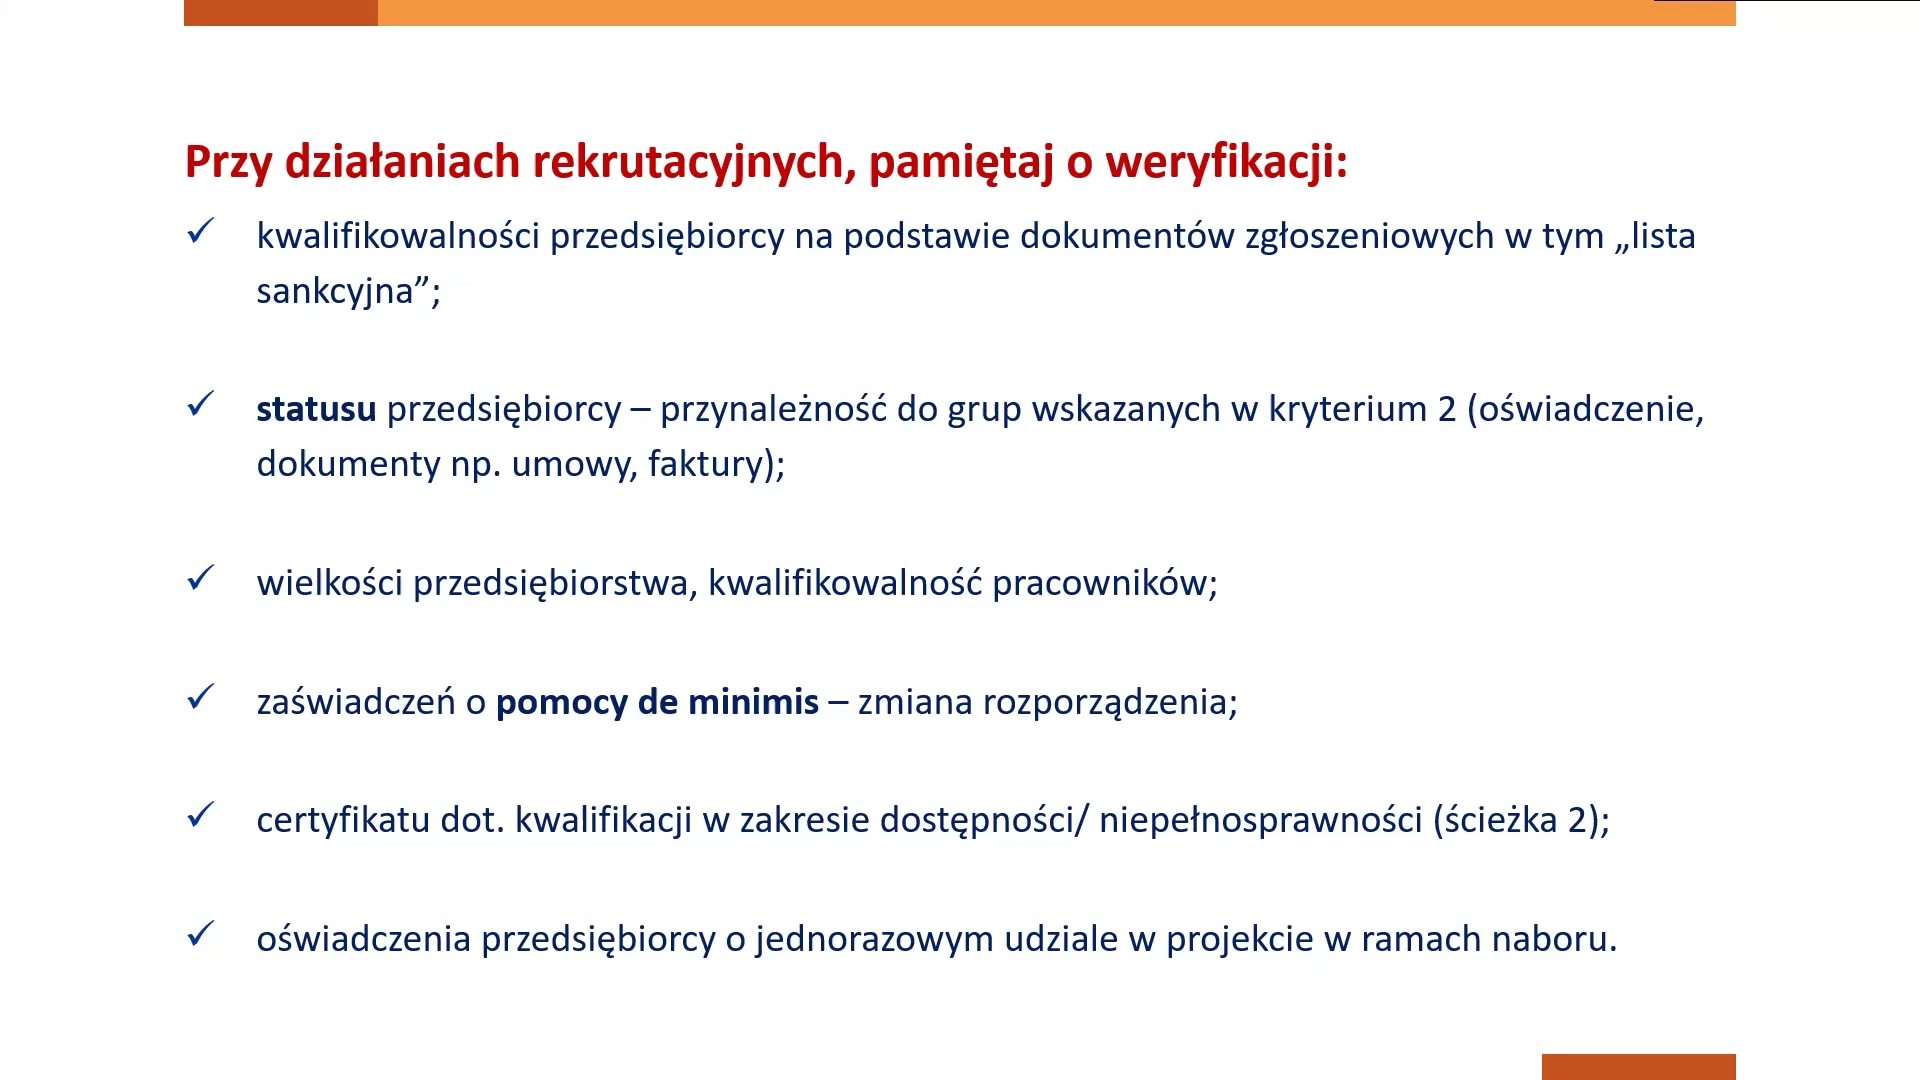 Przy działaniach rekrutacyjnych, pamiętaj o weryfikacji:
✓ kwalifikowalności przedsiębiorcy na podstawie dokumentów zgłoszeniowych w tym „lista
sankcyjna”;
✓ statusu przedsiębiorcy – przynależność do grup wskazanych w kryterium 2 (oświadczenie,
dokumenty np. umowy, faktury);
✓ wielkości przedsiębiorstwa, kwalifikowalność pracowników;
✓ zaświadczeń o pomocy de minimis – zmiana rozporządzenia;
✓ certyfikatu dot. kwalifikacji w zakresie dostępności/ niepełnosprawności (ścieżka 2);
✓ oświadczenia przedsiębiorcy o jednorazowym udziale w projekcie w ramach naboru.